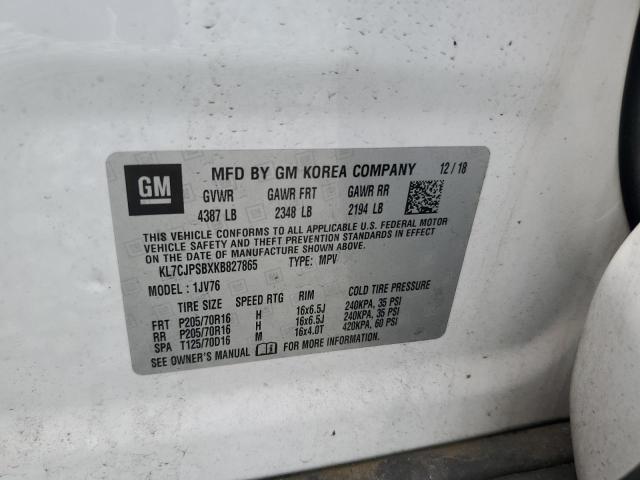 GM
MFD BY GM KOREA COMPANY 12/18
GVWR GAWR FRT GAWR RR
4387 LB 2348 LB 2194 LB
THIS VEHICLE CONFORMS TO ALL APPLICABLE U.S. FEDERAL MOTOR
VEHICLE SAFETY AND THEFT PREVENTION STANDARDS IN EFFECT
ON THE DATE OF MANUFACTURE SHOWN ABOVE.
KL7CJPSBXKB827865 TYPE: 1MPV
MODEL: 1JV76
TIRE SIZE SPEED RTG RIM COLD TIRE PRESSURE
FRT P205/70R16 H 16x6.5J 240KPA, 35 PSI
RR P205/70R16 H 16x6.5J 240KPA, 35 PSI
SPA T125/70D16 M 16x4.0T 420KPA, 60 PSI
SEE OWNER'S MANUAL FOR MORE INFORMATION.